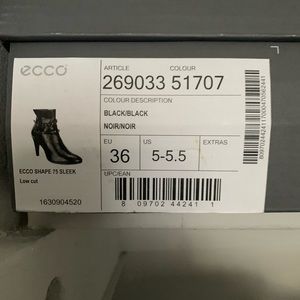 ecco
ARTICLE COLOUR
269033 51707
COLOUR DESCRIPTION
BLACK/BLACK
NOIR/NOIR
EU US EXTRAS
36 5-5.5
UPC/EAN
ECCO SHAPE 75 SLEEK
Low cut
1630904520
8 09702 44241 1